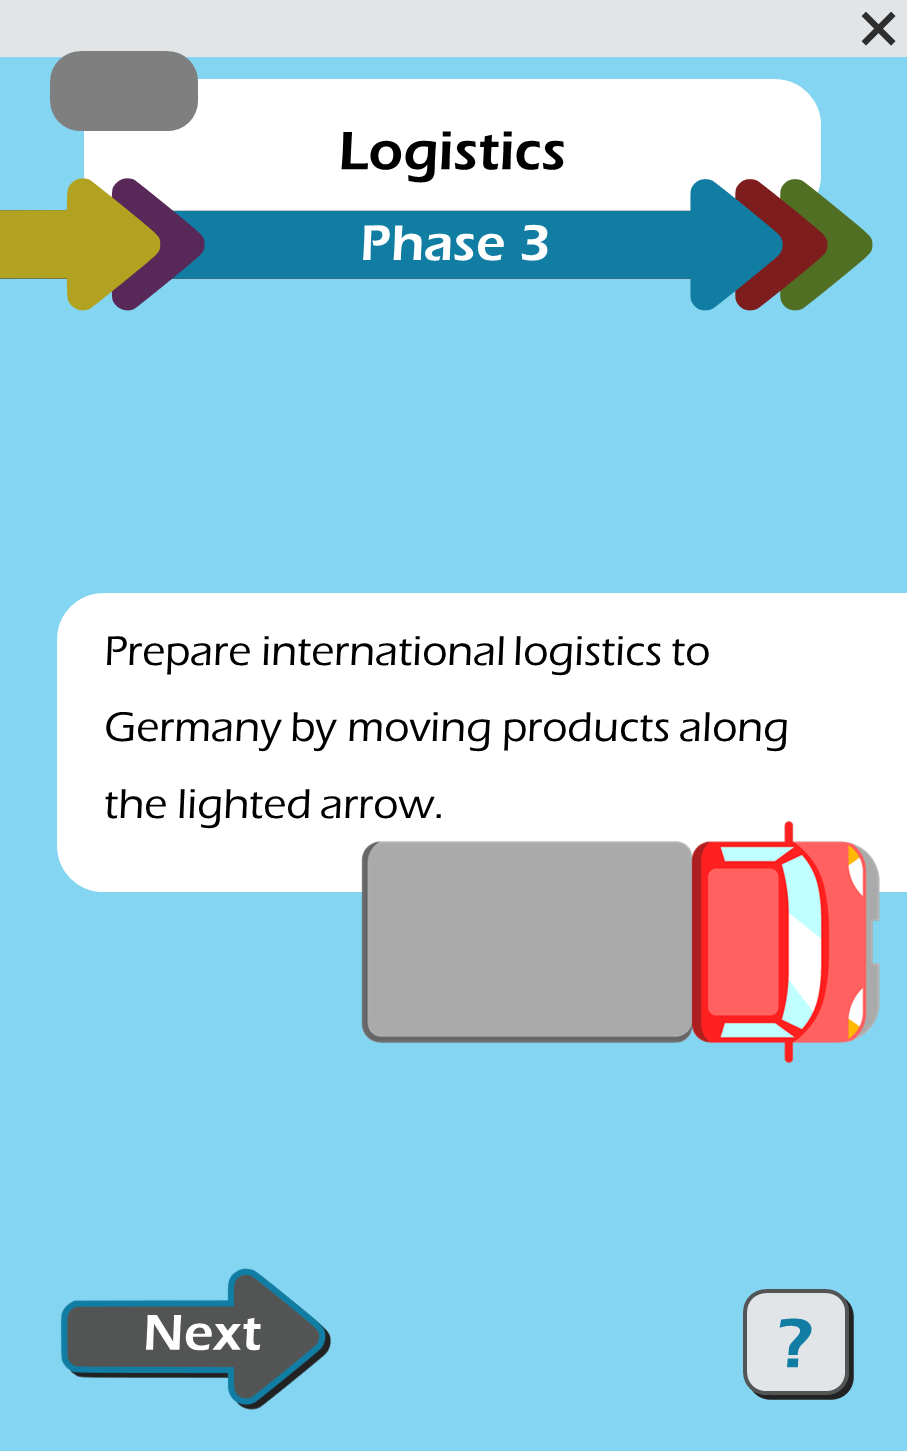 Logistics
Phase 3
Prepare international logistics to
Germany by moving products along
the lighted arrow.
Next
?